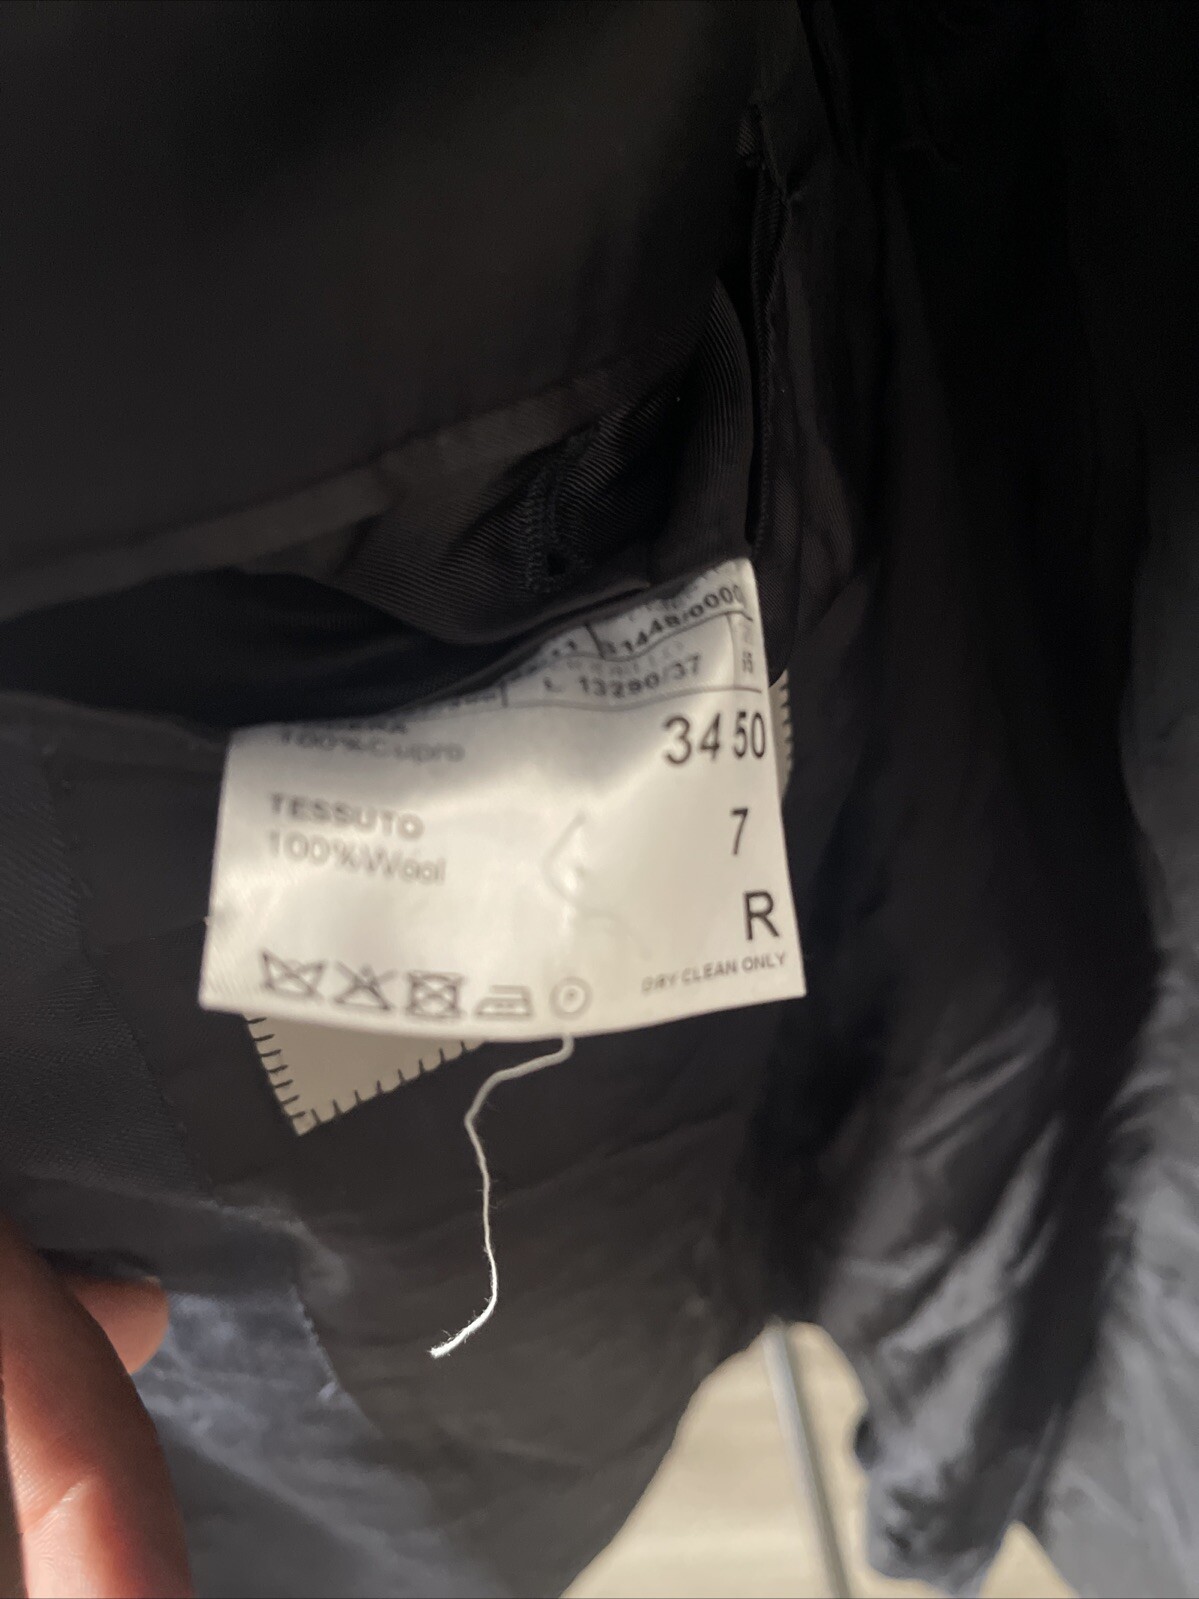 L 13290/37
34 50
100%Cupro
TESSUTO
100%Wool
7
R
DRY CLEAN ONLY
P